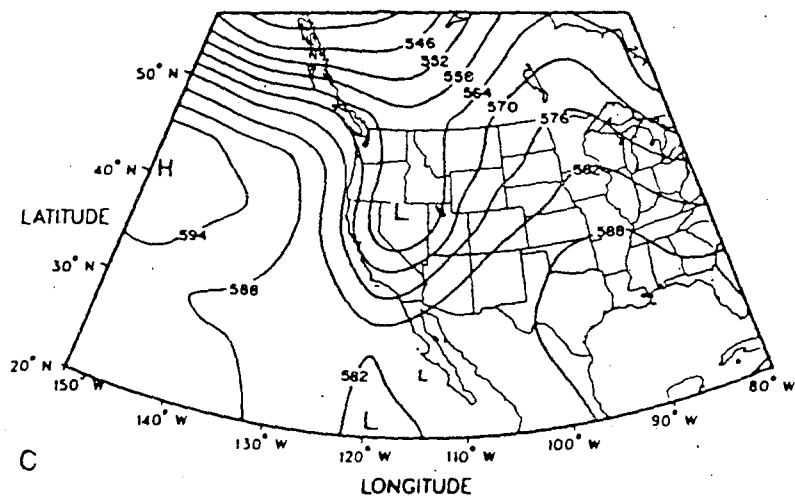 546
552
558
564
570
576
582
588
50° N
40° N
H
LATITUDE
L
594
30° N
588
582
20° N
L
L
150° W
140° W
130° W
120° W
110° W
100° W
90° W
80° W
C
LONGITUDE